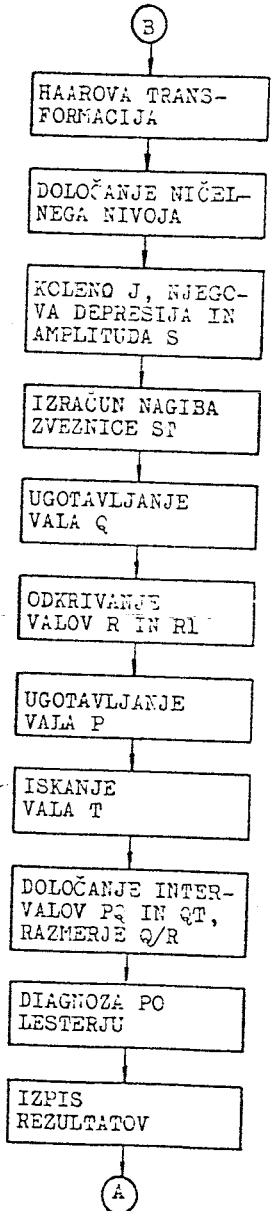 B
HAAROVA TRANS-
FORMACIJA
DOLOČANJE NIČEL-
NEGA NIVOJA
KOLENO J, NJEGO-
VA DEPRESIJA IN
AMPLITUDA S
IZRAČUN NAGIBA
ZVEZNICE ST
UGOTAVLJANJE
VALA Q
ODKRIVANJE
VALOV R IN R1
UGOTAVLJANJE
VALA P
ISKANJE
VALA T
DOLOČANJE INTER-
VALOV PQ IN QT,
RAZMERJE Q/R
DIAGNOZA PO
LESTERJU
IZPIS
REZULTATOV
A